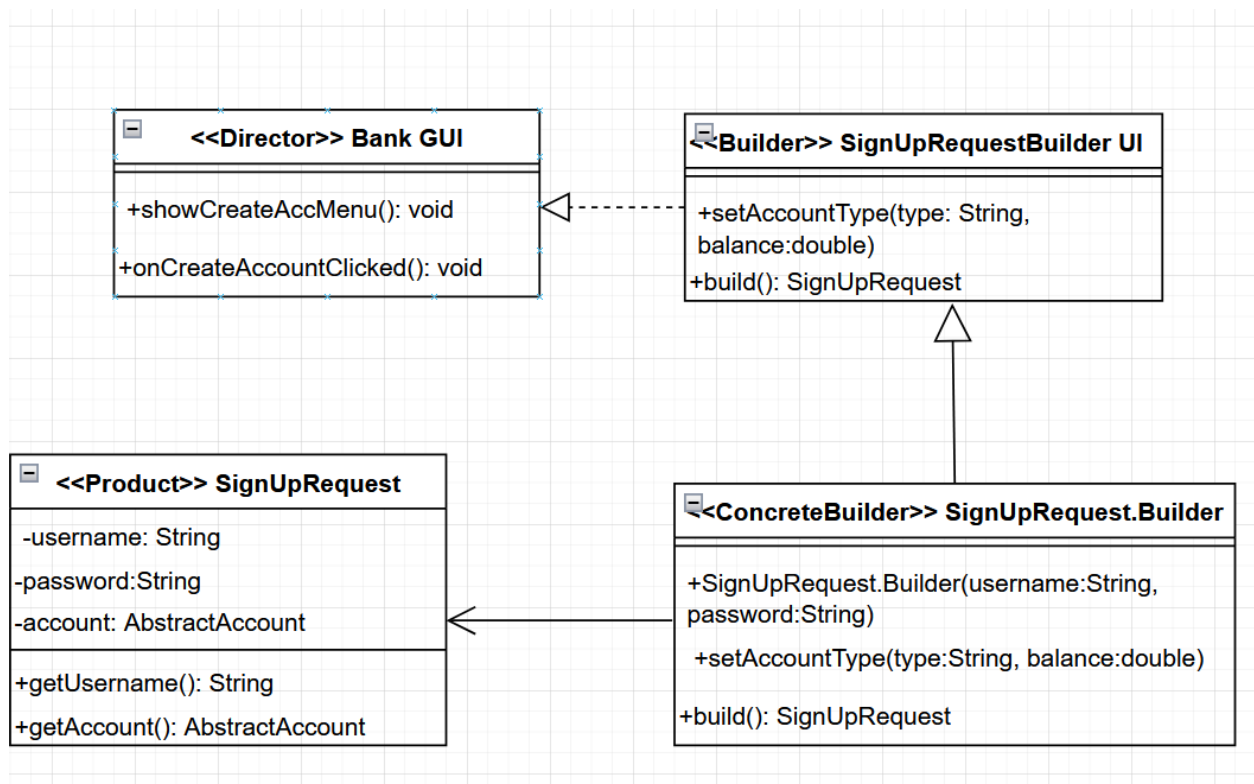 <<Director>> Bank GUI
+showCreateAccMenu(): void
+onCreateAccountClicked(): void
<<Builder>> SignUpRequestBuilder UI
+setAccountType(type: String,
balance:double)
+build(): SignUpRequest
<<Product>> SignUpRequest
-username: String
-password:String
-account: AbstractAccount
+getUsername(): String
+getAccount(): AbstractAccount
<<ConcreteBuilder>> SignUpRequest.Builder
+SignUpRequest.Builder(username:String,
password:String)
+setAccountType(type:String, balance:double)
+build(): SignUpRequest